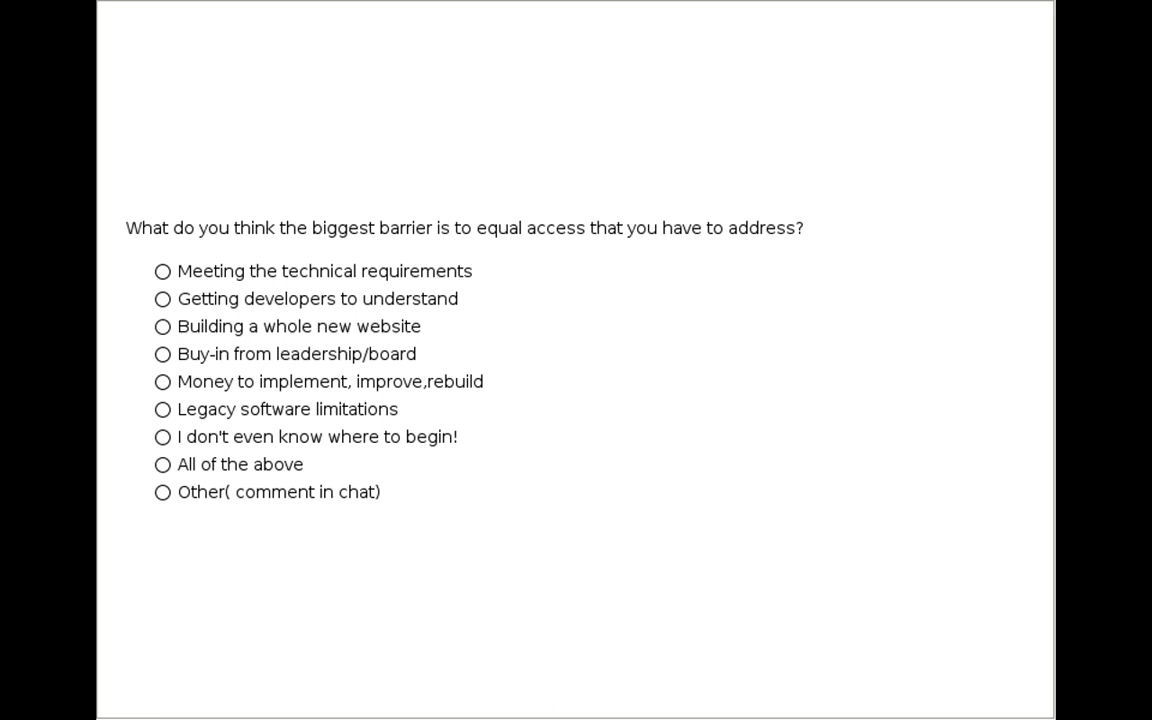 What do you think the biggest barrier is to equal access that you have to address?
Meeting the technical requirements
Getting developers to understand
Building a whole new website
Buy-in from leadership/board
Money to implement, improve,rebuild
Legacy software limitations
I don't even know where to begin!
All of the above
Other( comment in chat)